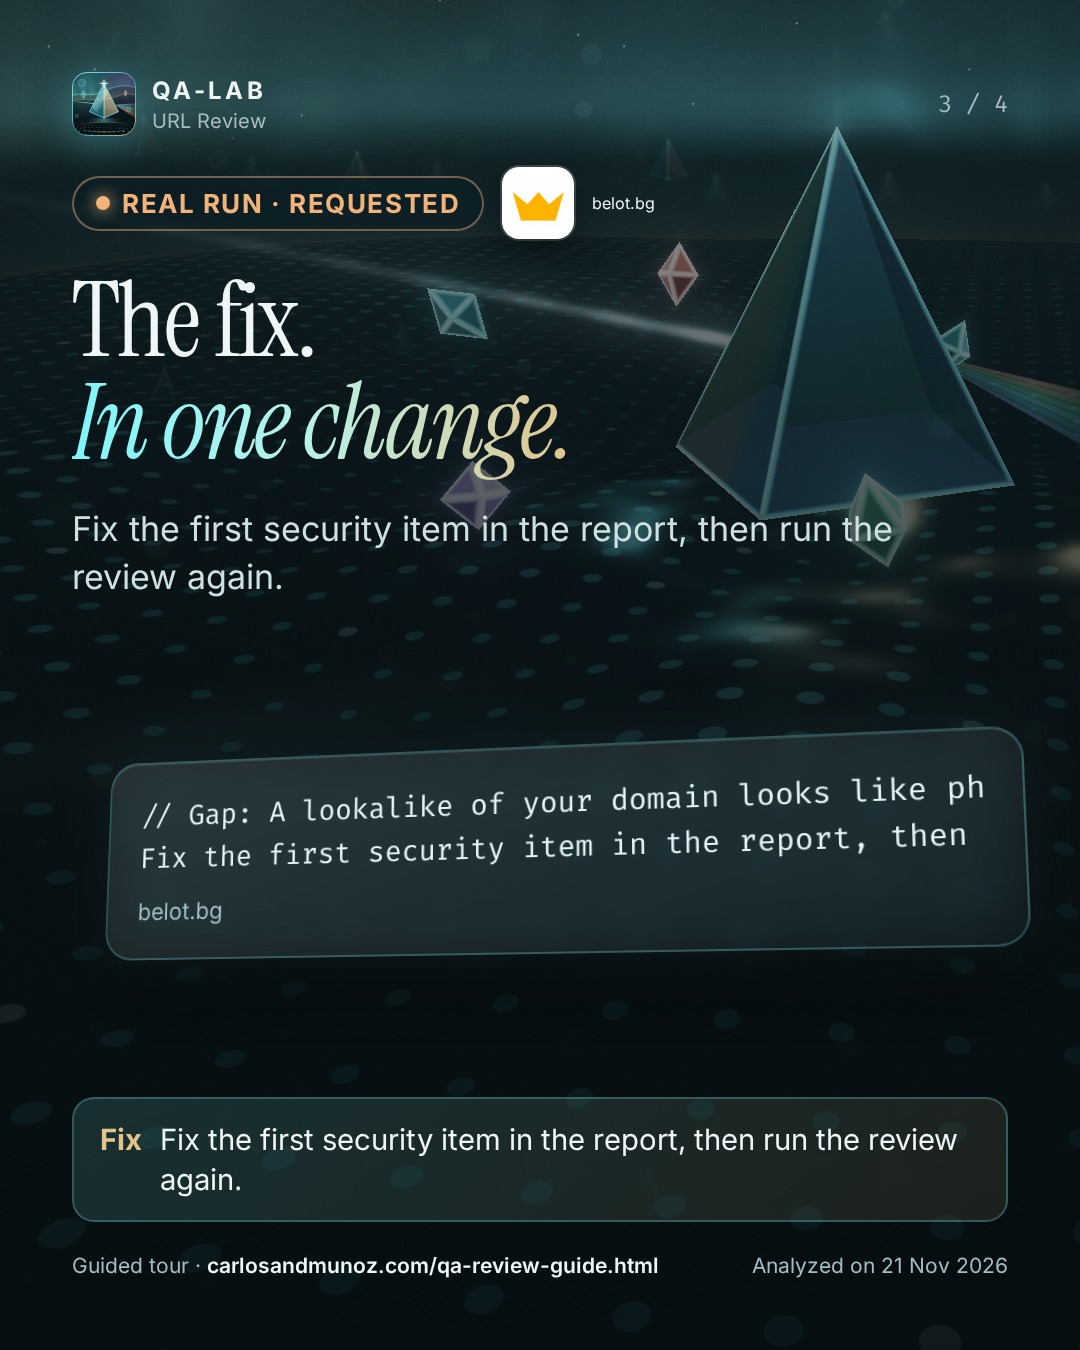 QA-LAB
URL Review
3 / 4
REAL RUN · REQUESTED
belot.bg
The fix.
In one change.
Fix the first security item in the report, then run the
review again.
// Gap: A lookalike of your domain looks like ph
Fix the first security item in the report, then
belot.bg
Fix Fix the first security item in the report, then run the review
again.
Guided tour · carlosandmunoz.com/qa-review-guide.html
Analyzed on 21 Nov 2026